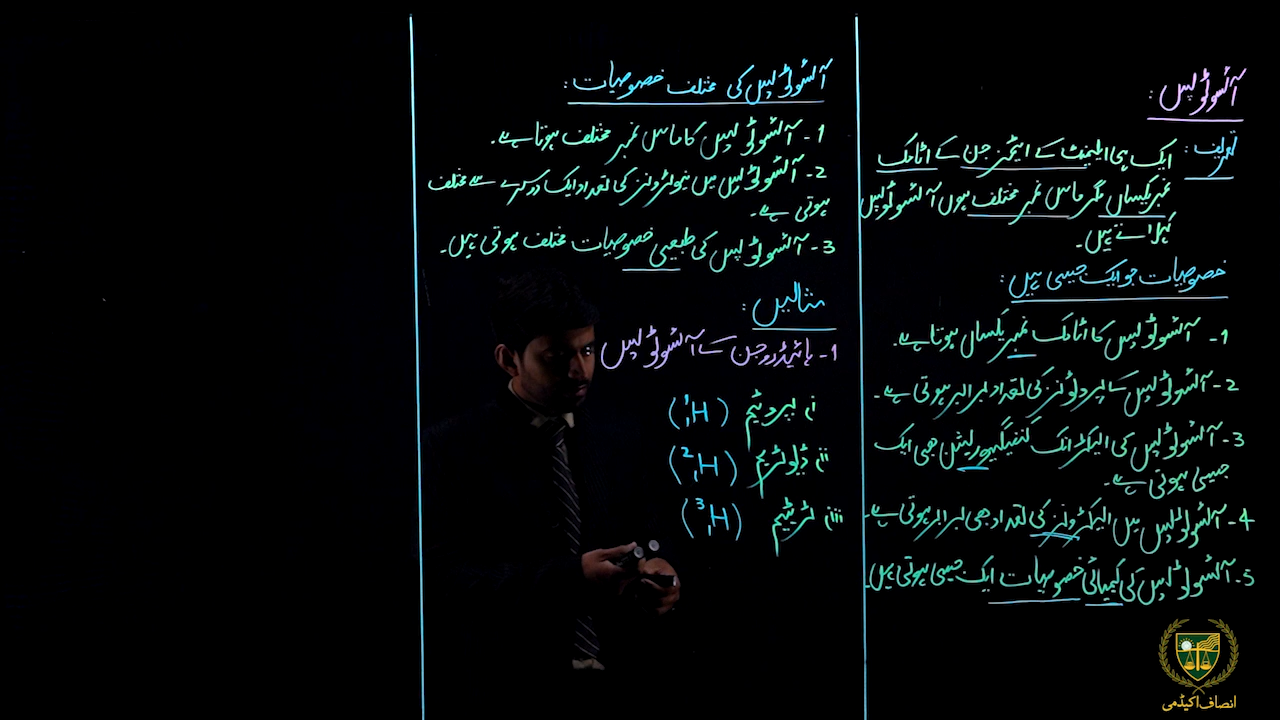 آئسوٹوپس :
تعریف : ایک ہی ایلیمنٹ کے ایٹمز جن کے اٹامک
نمبر یکساں مگر ماس نمبر مختلف ہوں آئسوٹوپس
کہلاتے ہیں۔
خصوصیات جو ایک جیسی ہیں :
1- آئسوٹوپس کا اٹامک نمبر یکساں ہوتا ہے۔
2- آئسوٹوپس کے پروٹونز کی تعداد برابر ہوتی ہے۔
3- آئسوٹوپس کی الیکٹرانک کنفیگیوریشن بھی ایک
جیسی ہوتی ہے۔
4- آئسوٹوپس میں الیکٹرونز کی تعداد بھی برابر ہوتی ہے۔
5- آئسوٹوپس کی کیمیائی خصوصیات ایک جیسی ہوتی ہیں۔
آئسوٹوپس کی مختلف خصوصیات :
1- آئسوٹوپس کا ماس نمبر مختلف ہوتا ہے۔
2- آئسوٹوپس میں نیوٹرونز کی تعداد ایک دوسرے سے مختلف
ہوتی ہے۔
3- آئسوٹوپس کی طبیعی خصوصیات مختلف ہوتی ہیں۔
مثالیں :
1- ہائیڈروجن کے آئسوٹوپس
i) پروٹیم (¹₁H)
ii) ڈیوٹریم (²₁H)
iii) ٹریٹیم (³₁H)
انصاف اکیڈمی